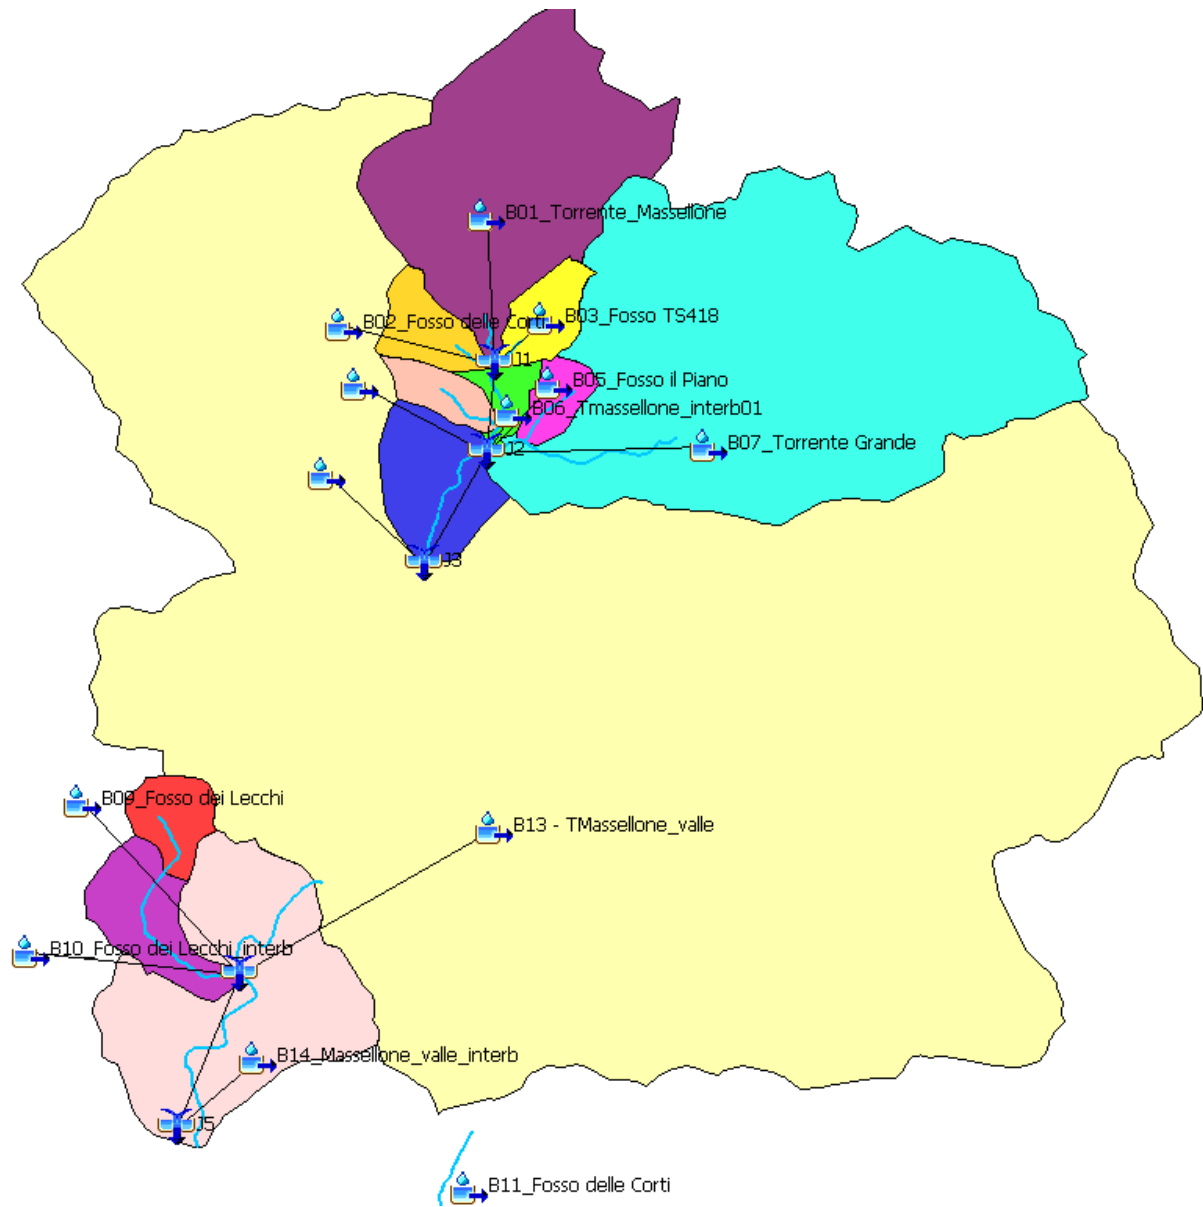 B01_Torrente_Massellone
B02_Fosso delle Corti
B03_Fosso TS418
J1
B05_Fosso il Piano
B06_Tmassellone_interb01
J2
B07_Torrente Grande
J3
B09_Fosso dei Lecchi
B13 - TMassellone_valle
B10_Fosso dei Lecchi_interb
B14_Massellone_valle_interb
J5
B11_Fosso delle Corti